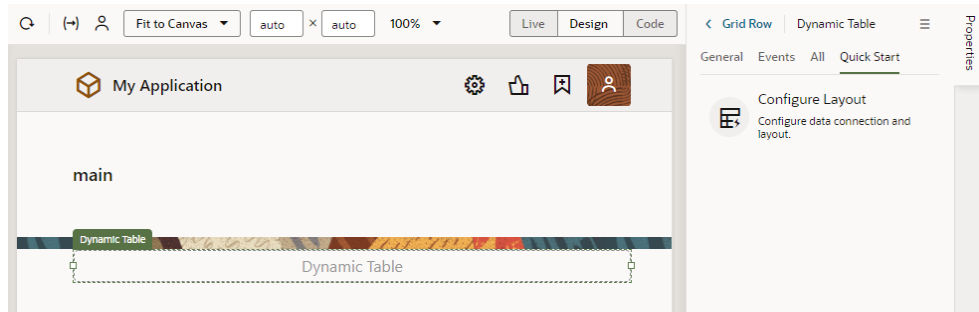 Fit to Canvas
auto × auto
100%
Live Design Code
Grid Row Dynamic Table
Properties
General Events All Quick Start
My Application
Configure Layout
Configure data connection and
layout.
main
Dynamic Table
Dynamic Table